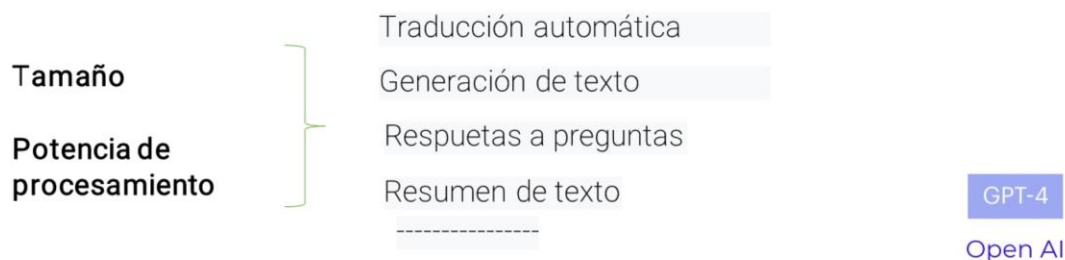 Tamaño
Potencia de
procesamiento
Traducción automática
Generación de texto
Respuetas a preguntas
Resumen de texto
----------------
GPT-4
Open AI